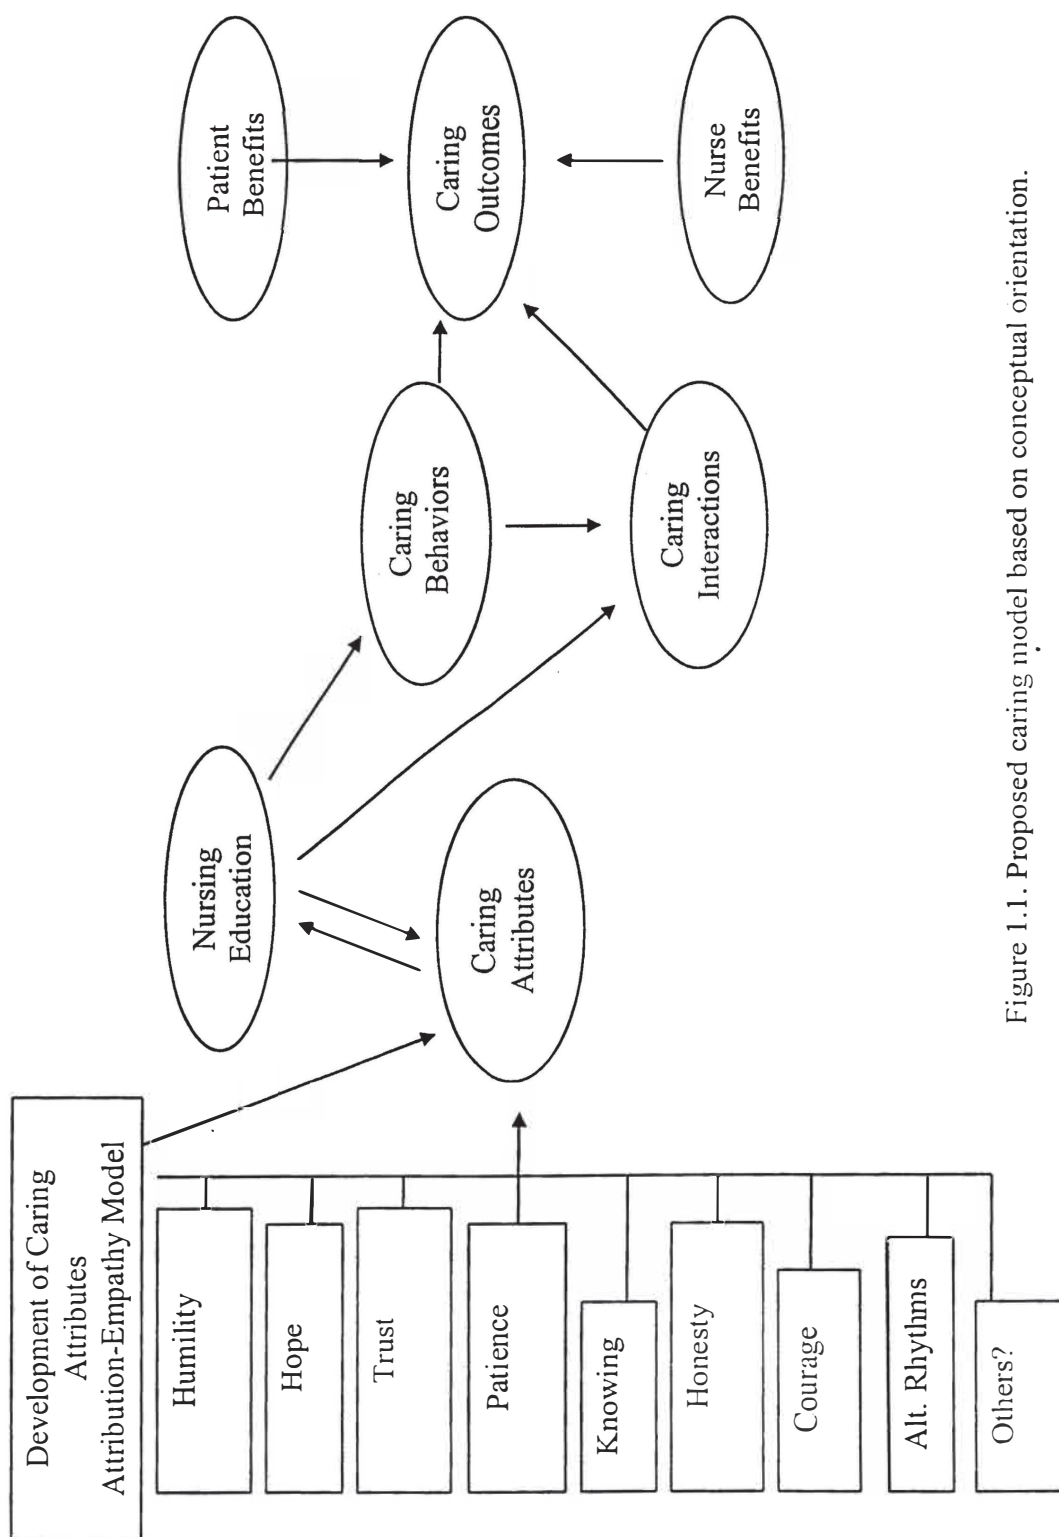 Development of Caring
Attributes
Attribution-Empathy Model
Humility
Hope
Trust
Patience
Knowing
Honesty
Courage
Alt. Rhythms
Others?
Nursing
Education
Caring
Attributes
Caring
Behaviors
Caring
Interactions
Patient
Benefits
Caring
Outcomes
Nurse
Benefits
Figure 1.1. Proposed caring model based on conceptual orientation.